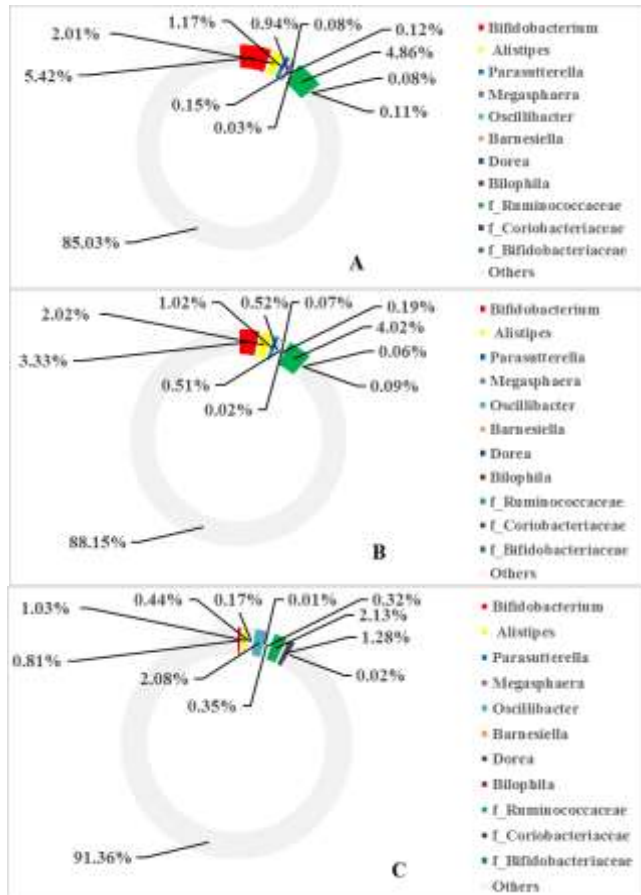 1.17%
0.94%
0.08%
2.01%
0.12%
4.86%
5.42%
0.08%
0.15%
0.11%
0.03%
85.03%
A
Bifidobacterium
Alistipes
Parasutterella
Megasphaera
Oscillibacter
Barnesiella
Dorea
Bilophila
f_Ruminococcaceae
f_Coriobacteriaceae
f_Bifidobacteriaceae
Others
1.02%
0.52%
0.07%
2.02%
0.19%
4.02%
3.33%
0.06%
0.51%
0.09%
0.02%
88.15%
B
Bifidobacterium
Alistipes
Parasutterella
Megasphaera
Oscillibacter
Barnesiella
Dorea
Bilophila
f_Ruminococcaceae
f_Coriobacteriaceae
f_Bifidobacteriaceae
Others
0.44%
0.17%
0.01%
0.32%
1.03%
2.13%
1.28%
0.81%
2.08%
0.02%
0.35%
91.36%
C
Bifidobacterium
Alistipes
Parasutterella
Megasphaera
Oscillibacter
Barnesiella
Dorea
Bilophila
f_Ruminococcaceae
f_Coriobacteriaceae
f_Bifidobacteriaceae
Others